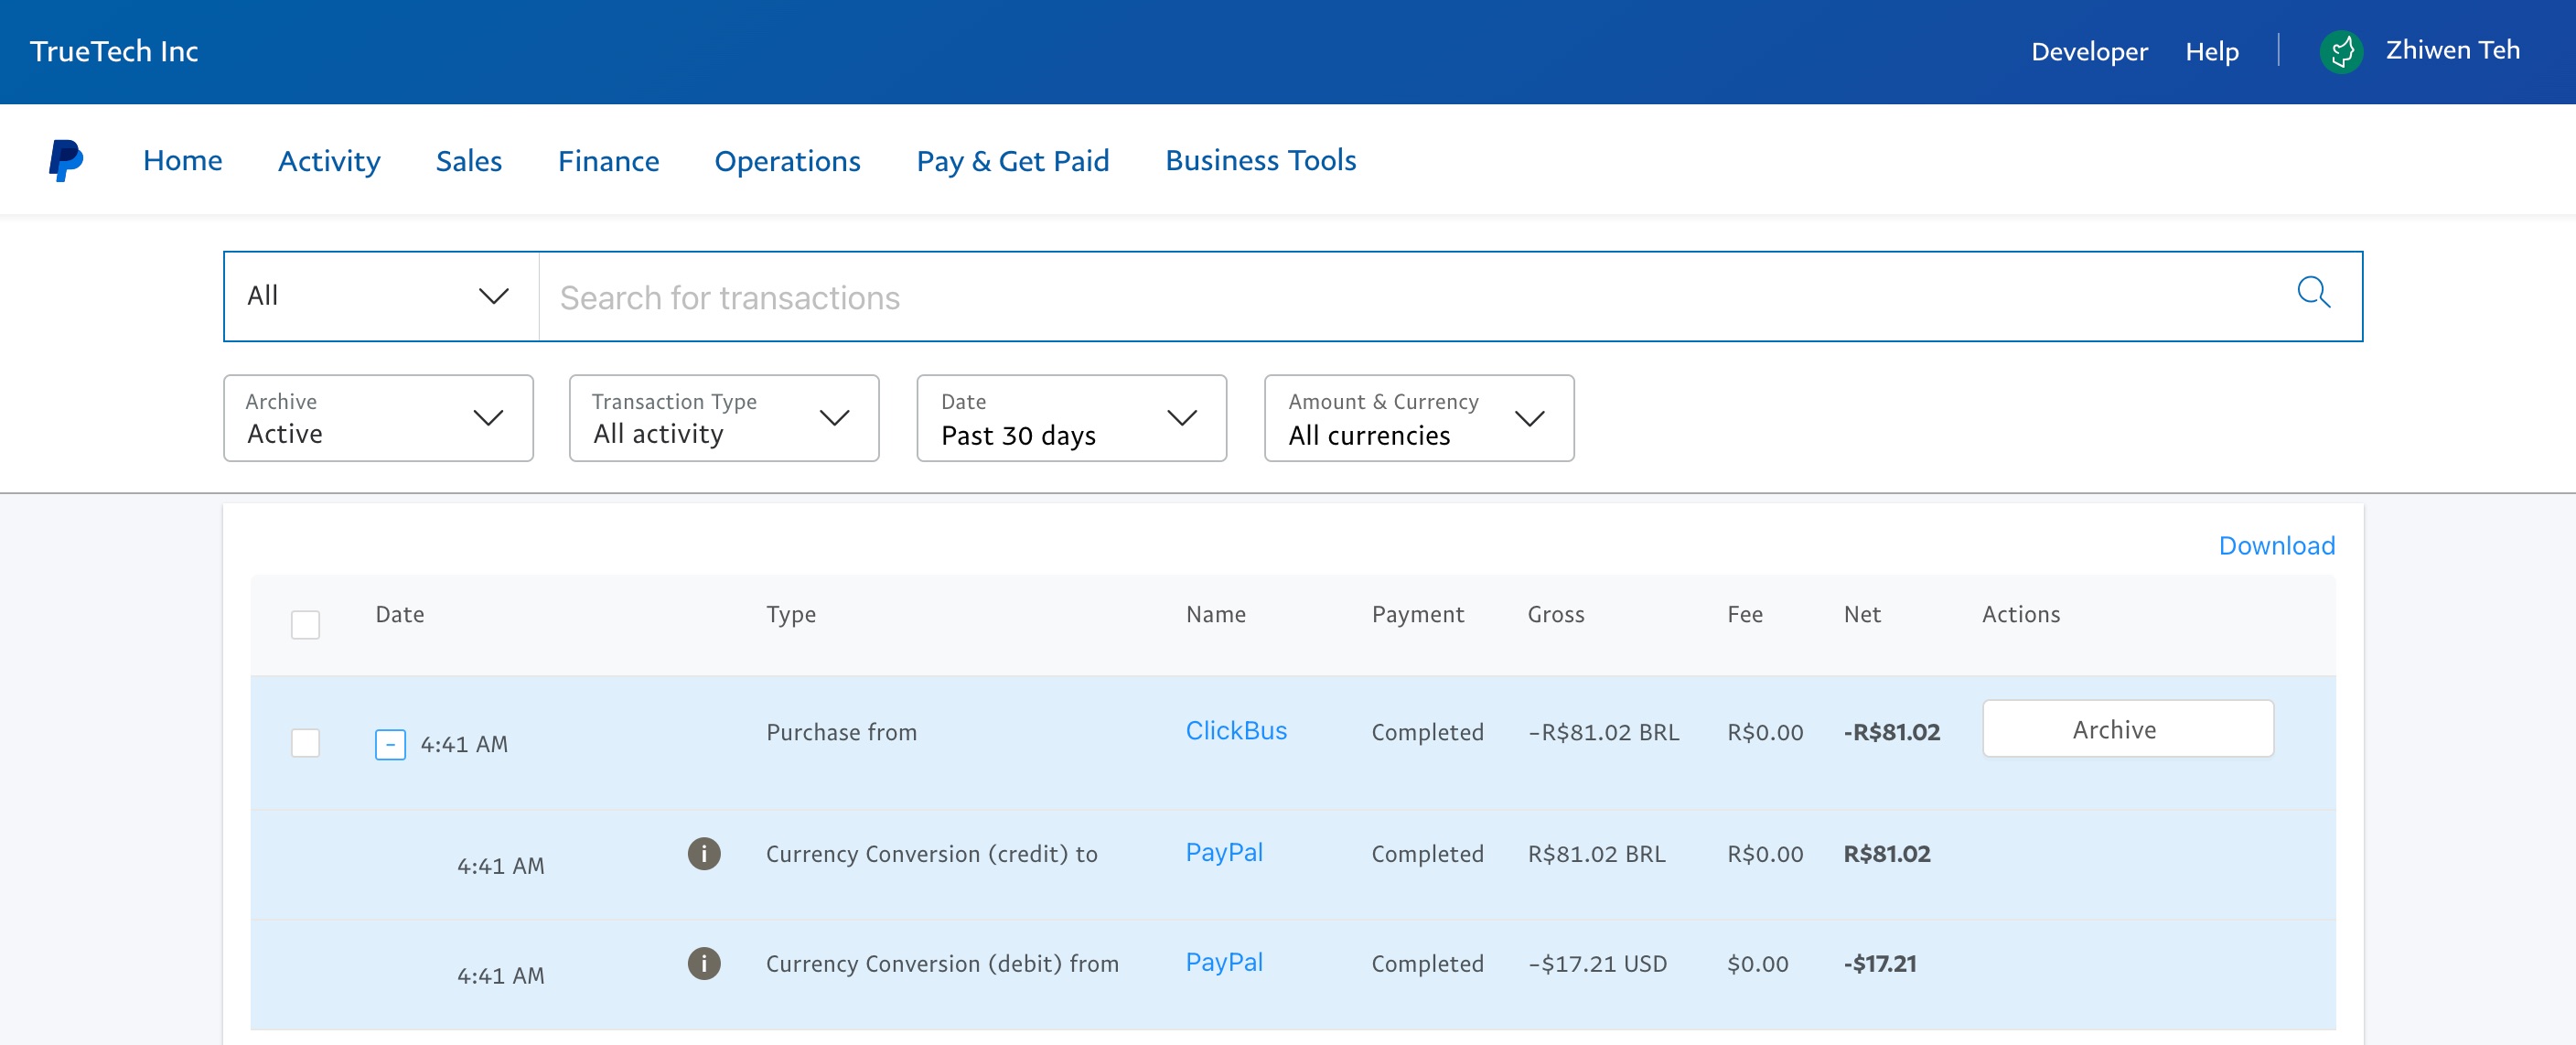 TrueTech Inc
Developer Help Zhiwen Teh
Home Activity Sales Finance Operations Pay & Get Paid Business Tools
All Search for transactions
Archive Transaction Type Date Amount & Currency
Active All activity Past 30 days All currencies
Download
Date Type Name Payment Gross Fee Net Actions
- 4:41 AM Purchase from ClickBus Completed -R$81.02 BRL R$0.00 -R$81.02 Archive
4:41 AM i Currency Conversion (credit) to PayPal Completed R$81.02 BRL R$0.00 R$81.02
4:41 AM i Currency Conversion (debit) from PayPal Completed -$17.21 USD $0.00 -$17.21